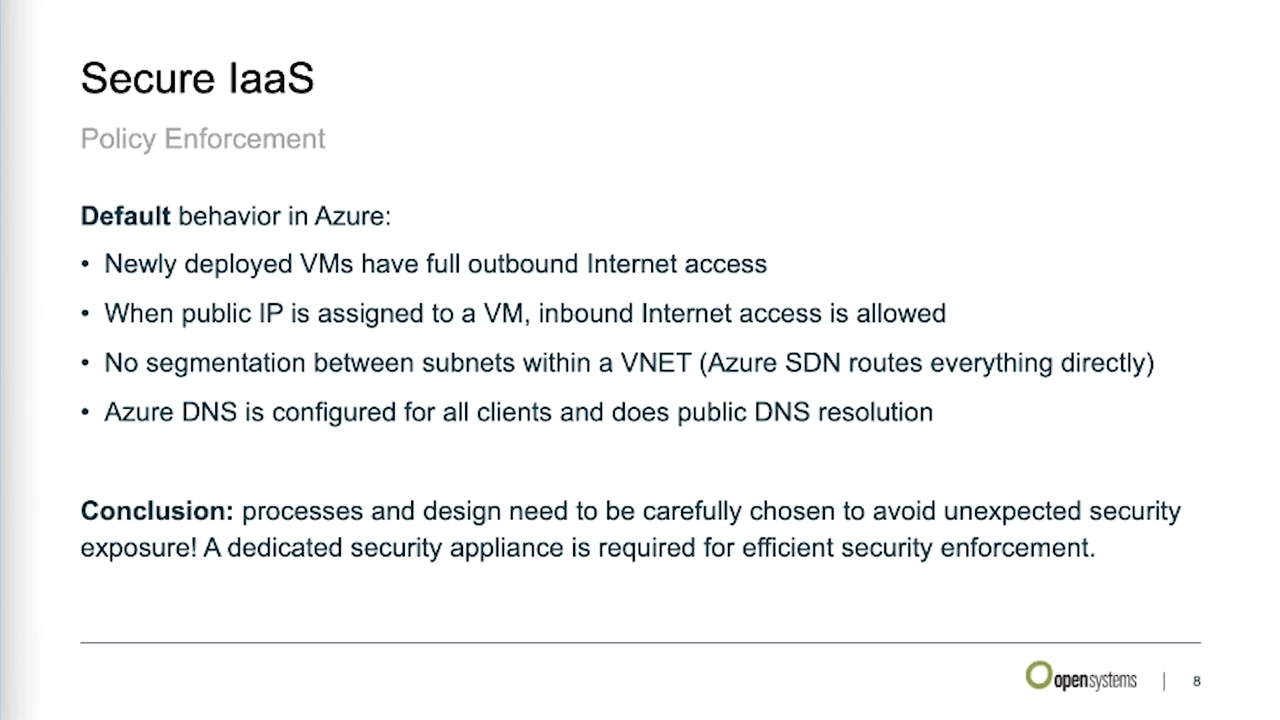 Secure IaaS
Policy Enforcement
Default behavior in Azure:
• Newly deployed VMs have full outbound Internet access
• When public IP is assigned to a VM, inbound Internet access is allowed
• No segmentation between subnets within a VNET (Azure SDN routes everything directly)
• Azure DNS is configured for all clients and does public DNS resolution
Conclusion: processes and design need to be carefully chosen to avoid unexpected security
exposure! A dedicated security appliance is required for efficient security enforcement.
opensystems | 8